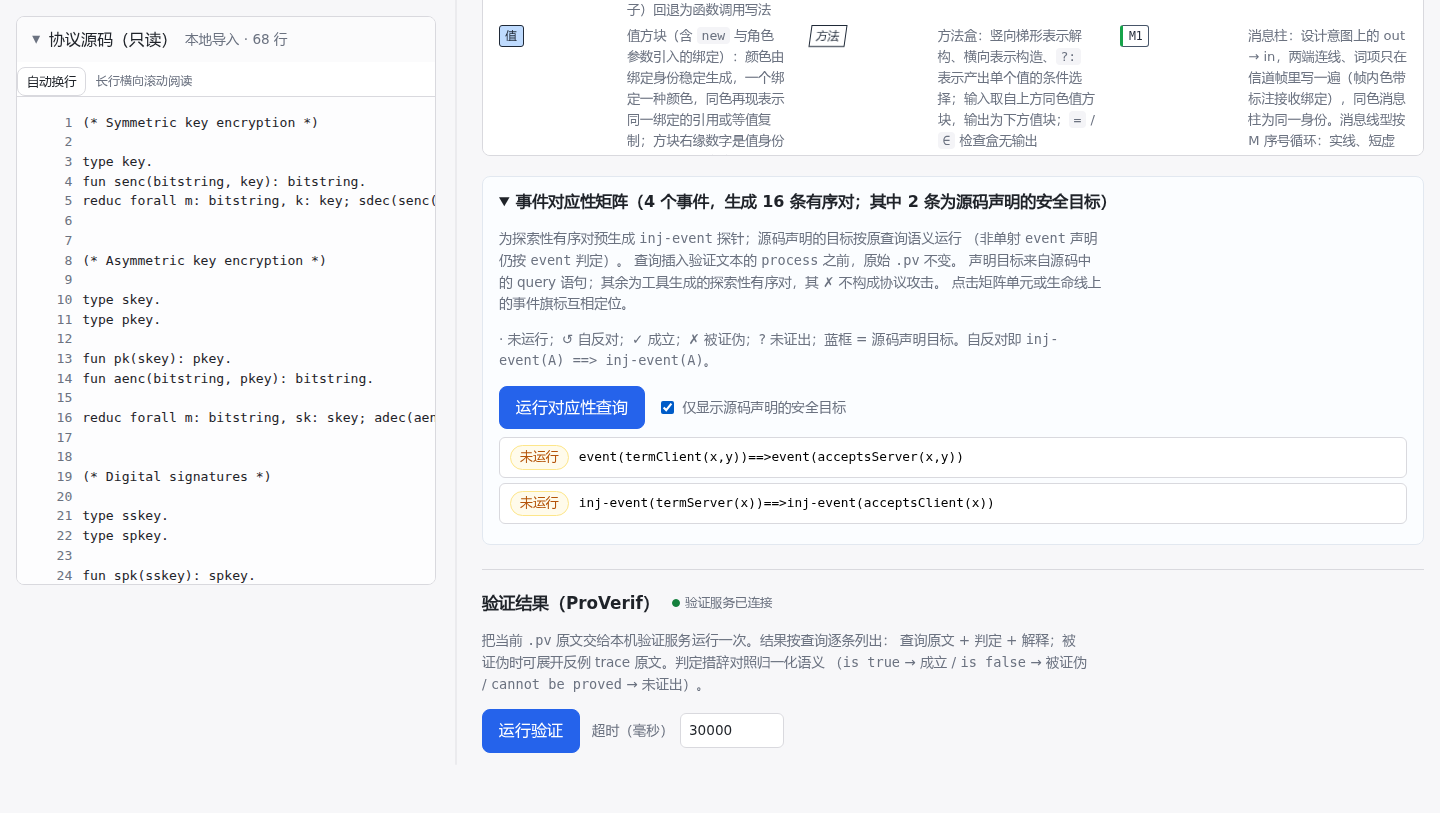 ▼ 协议源码（只读） 本地导入 · 68 行
自动换行 长行横向滚动阅读
1 (* Symmetric key encryption *)
2
3 type key.
4 fun senc(bitstring, key): bitstring.
5 reduc forall m: bitstring, k: key; sdec(senc(
6
7
8 (* Asymmetric key encryption *)
9
10 type skey.
11 type pkey.
12
13 fun pk(skey): pkey.
14 fun aenc(bitstring, pkey): bitstring.
15
16 reduc forall m: bitstring, sk: skey; adec(aen
17
18
19 (* Digital signatures *)
20
21 type sskey.
22 type spkey.
23
24 fun spk(sskey): spkey.
子）回退为函数调用写法
值
值方块（含 new 与角色
参数引入的绑定）：颜色由
绑定身份稳定生成，一个绑
定一种颜色，同色再现表示
同一绑定的引用或等值复
制；方块右缘数字是值身份
方法
方法盒：竖向梯形表示解
构、横向表示构造、 ?:
表示产出单个值的条件选
择；输入取自上方同色值方
块，输出为下方值块； = /
∈ 检查盒无输出
M1
消息柱：设计意图上的 out
→ in，两端连线、词项只在
信道帧里写一遍（帧内色带
标注接收绑定），同色消息
柱为同一身份。消息线型按
M 序号循环：实线、短虚
▼ 事件对应性矩阵（4 个事件，生成 16 条有序对；其中 2 条为源码声明的安全目标）
为探索性有序对预生成 inj-event 探针；源码声明的目标按原查询语义运行 （非单射 event 声明
仍按 event 判定）。 查询插入验证文本的 process 之前，原始 .pv 不变。 声明目标来自源码中
的 query 语句；其余为工具生成的探索性有序对，其 ✗ 不构成协议攻击。 点击矩阵单元或生命线上
的事件旗标互相定位。
· 未运行；↺ 自反对；✓ 成立；✗ 被证伪；? 未证出；蓝框 = 源码声明目标。自反对即 inj-
event(A) ==> inj-event(A)。
运行对应性查询 仅显示源码声明的安全目标
未运行 event(termClient(x,y))==>event(acceptsServer(x,y))
未运行 inj-event(termServer(x))==>inj-event(acceptsClient(x))
验证结果（ProVerif） 验证服务已连接
把当前 .pv 原文交给本机验证服务运行一次。结果按查询逐条列出： 查询原文 + 判定 + 解释；被
证伪时可展开反例 trace 原文。判定措辞对照归一化语义 （is true → 成立 / is false → 被证伪
/ cannot be proved → 未证出）。
运行验证 超时（毫秒） 30000